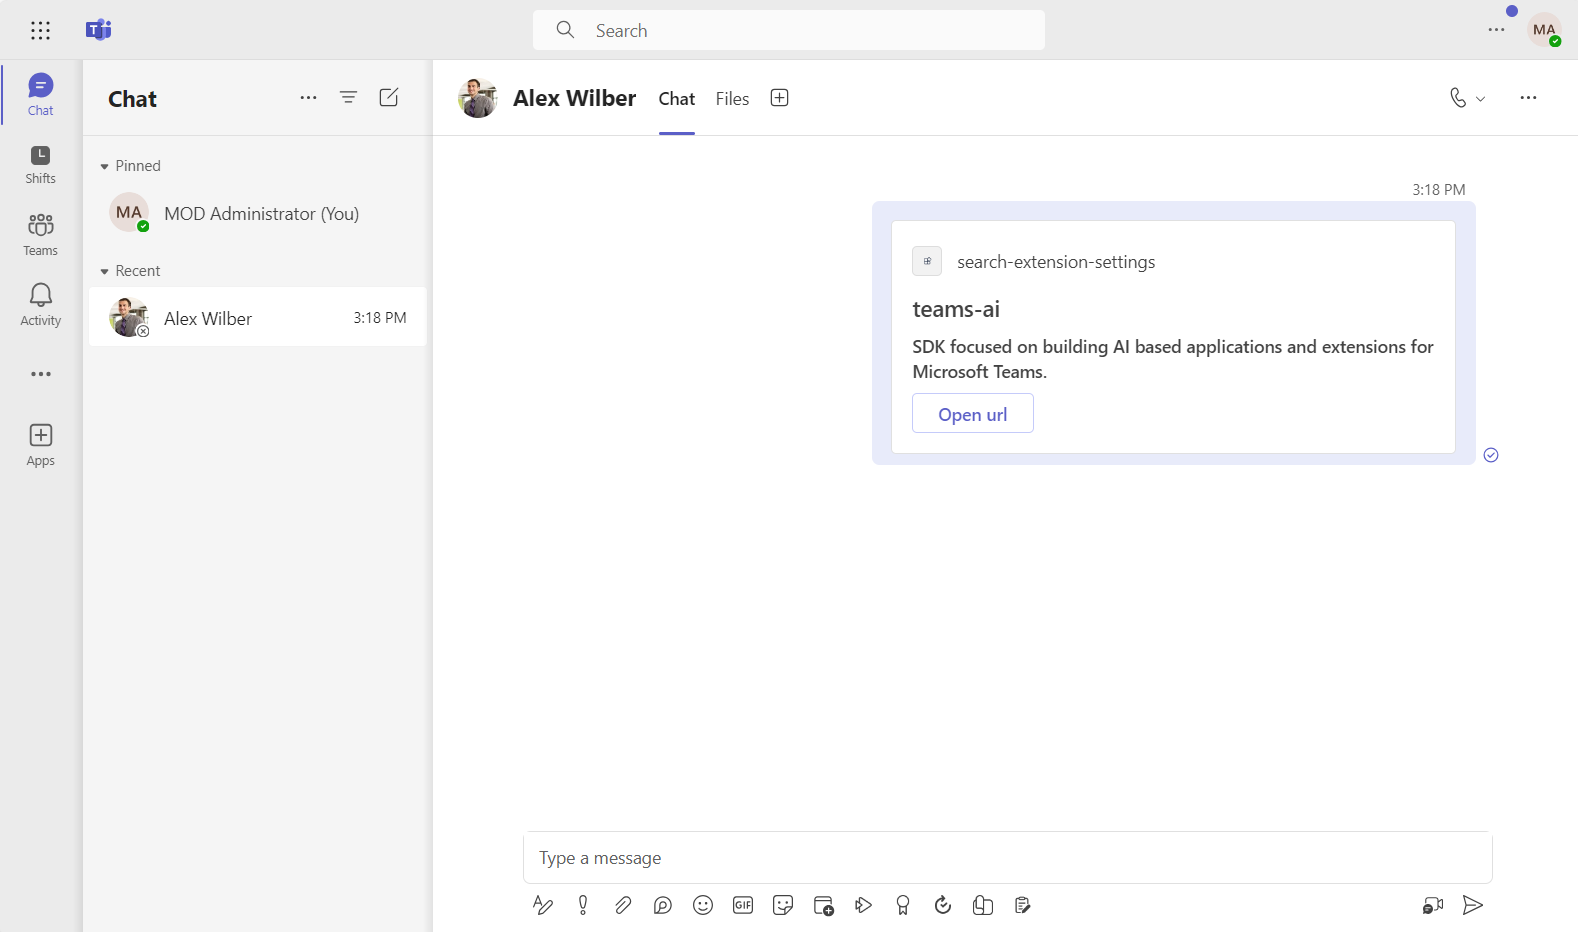 Search
MA
Chat
Shifts
Teams
Activity
Apps
Chat
Pinned
MA
MOD Administrator (You)
Recent
Alex Wilber
3:18 PM
Alex Wilber
Chat
Files
3:18 PM
search-extension-settings
teams-ai
SDK focused on building AI based applications and extensions for
Microsoft Teams.
Open url
Type a message
GIF